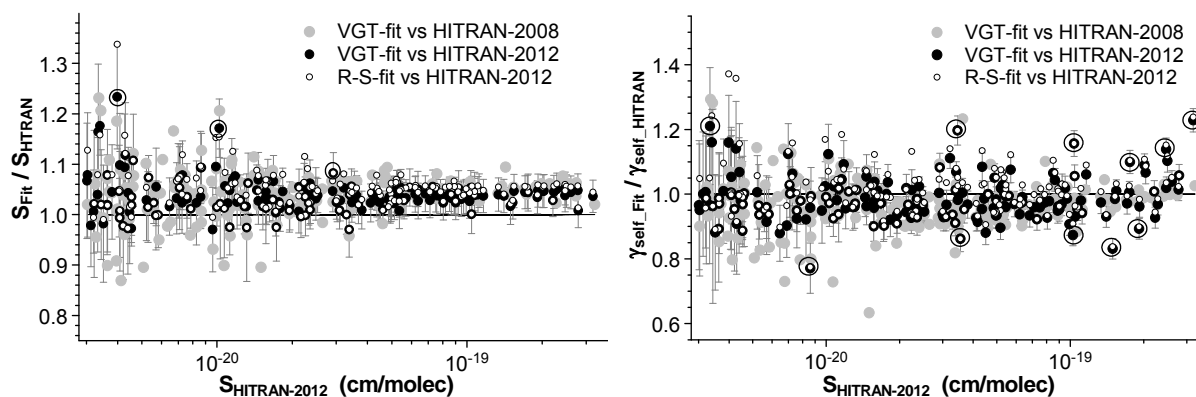 VGT-fit vs HITRAN-2008
VGT-fit vs HITRAN-2012
R-S-fit vs HITRAN-2012
1.3
1.2
1.1
1.0
0.9
0.8
SFit / SHTRAN
10-20
10-19
SHITRAN-2012 (cm/molec)
VGT-fit vs HITRAN-2008
VGT-fit vs HITRAN-2012
R-S-fit vs HITRAN-2012
1.4
1.2
1.0
0.8
0.6
γself_Fit / γself_HITRAN
10-20
10-19
SHITRAN-2012 (cm/molec)